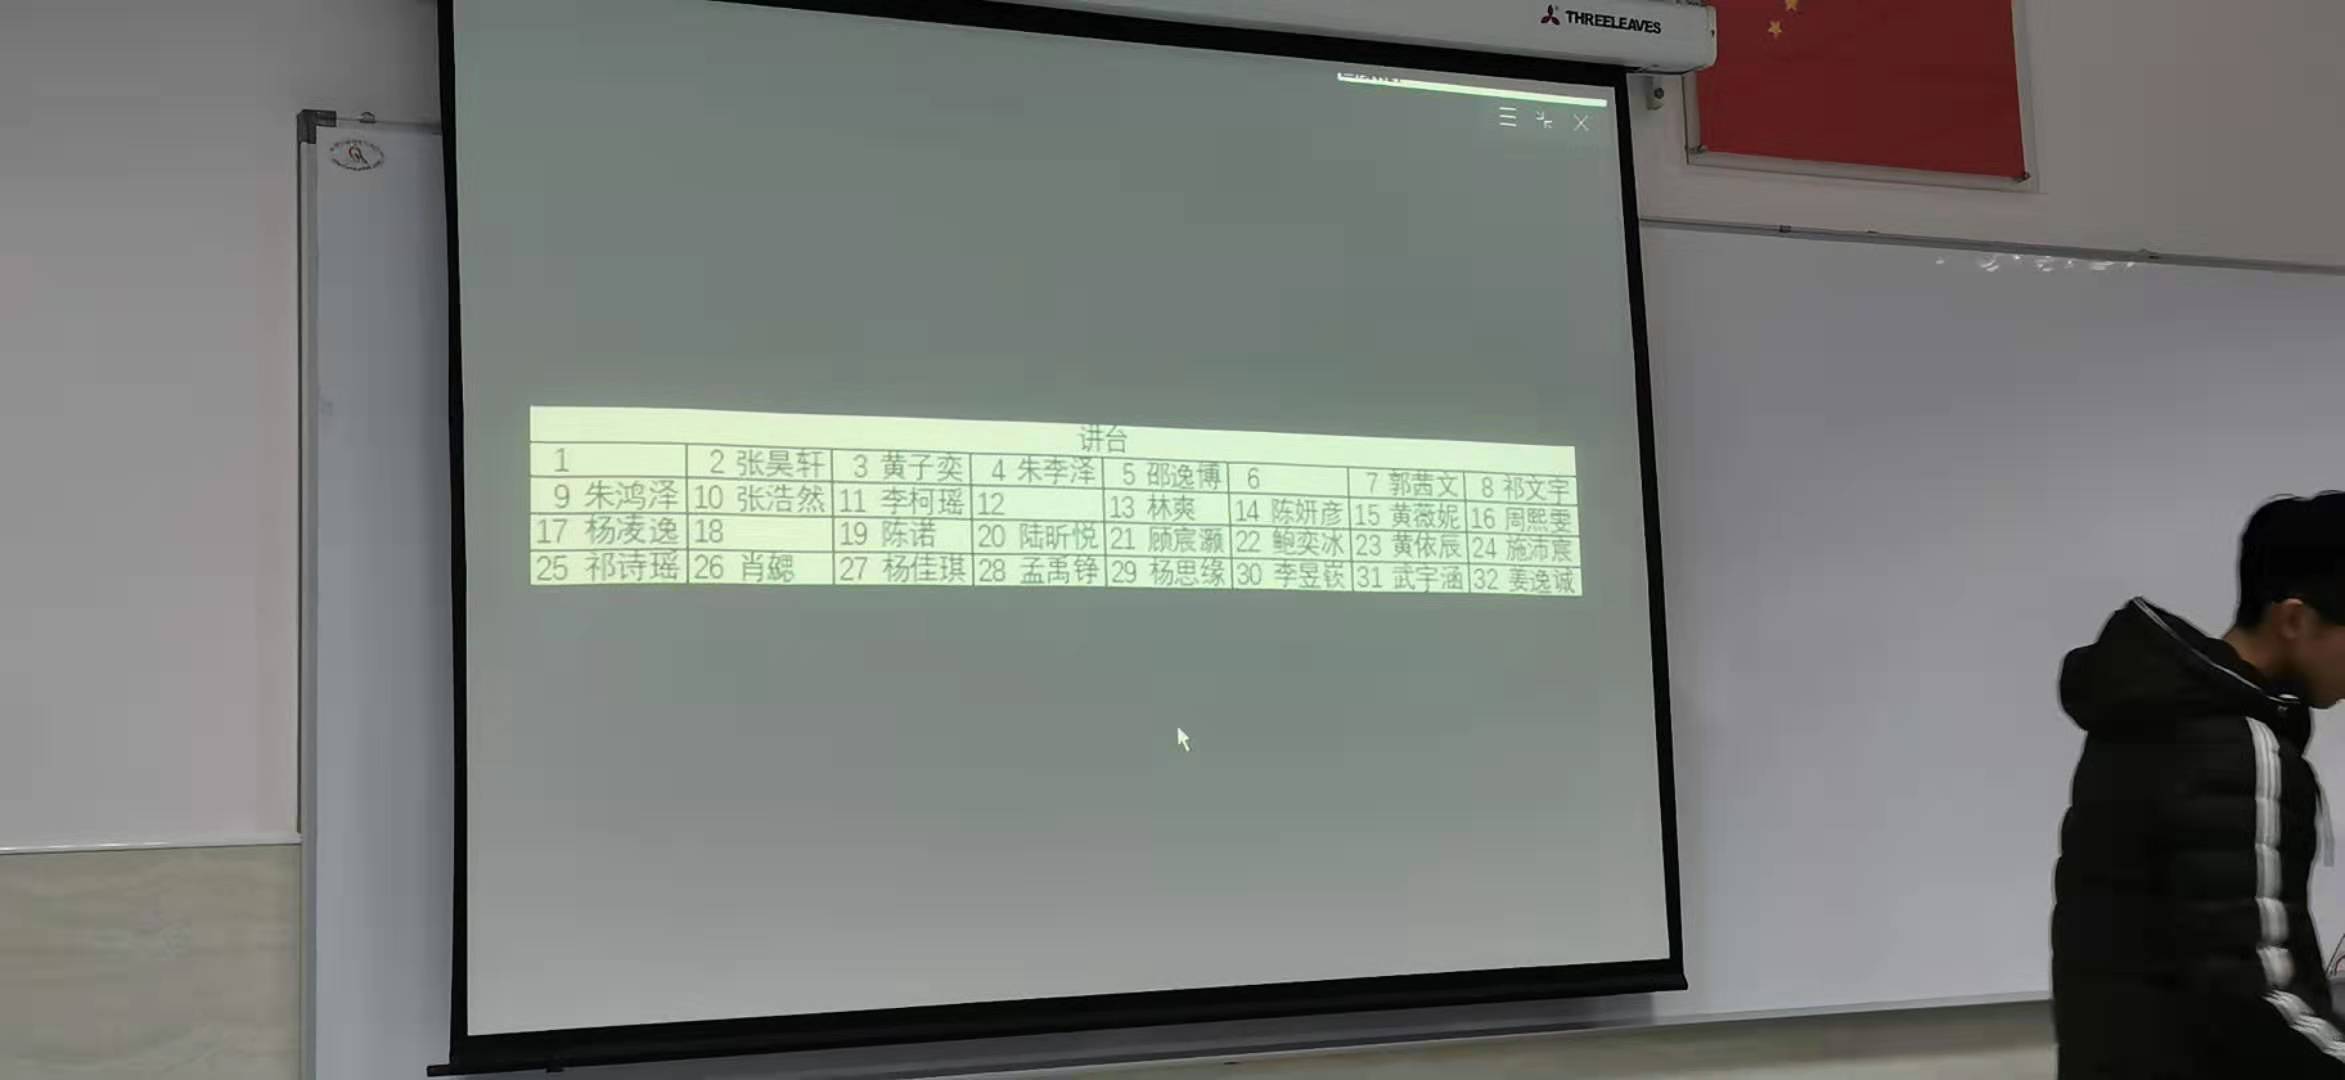 THREELEAVES
讲台
1 2 张昊轩 3 黄子奕 4 朱李泽 5 邵逸博 6 7 郭茜文 8 祁文宇
9 朱鸿泽 10 张浩然 11 李柯瑶 12 13 林爽 14 陈妍彦 15 黄薇妮 16 周熙雯
17 杨凌逸 18 19 陈诺 20 陆昕悦 21 顾宸灏 22 鲍奕冰 23 黄依辰 24 施沛宸
25 祁诗瑶 26 肖勰 27 杨佳琪 28 孟禹铮 29 杨思缘 30 李昱嶔 31 武宇涵 32 姜逸诚